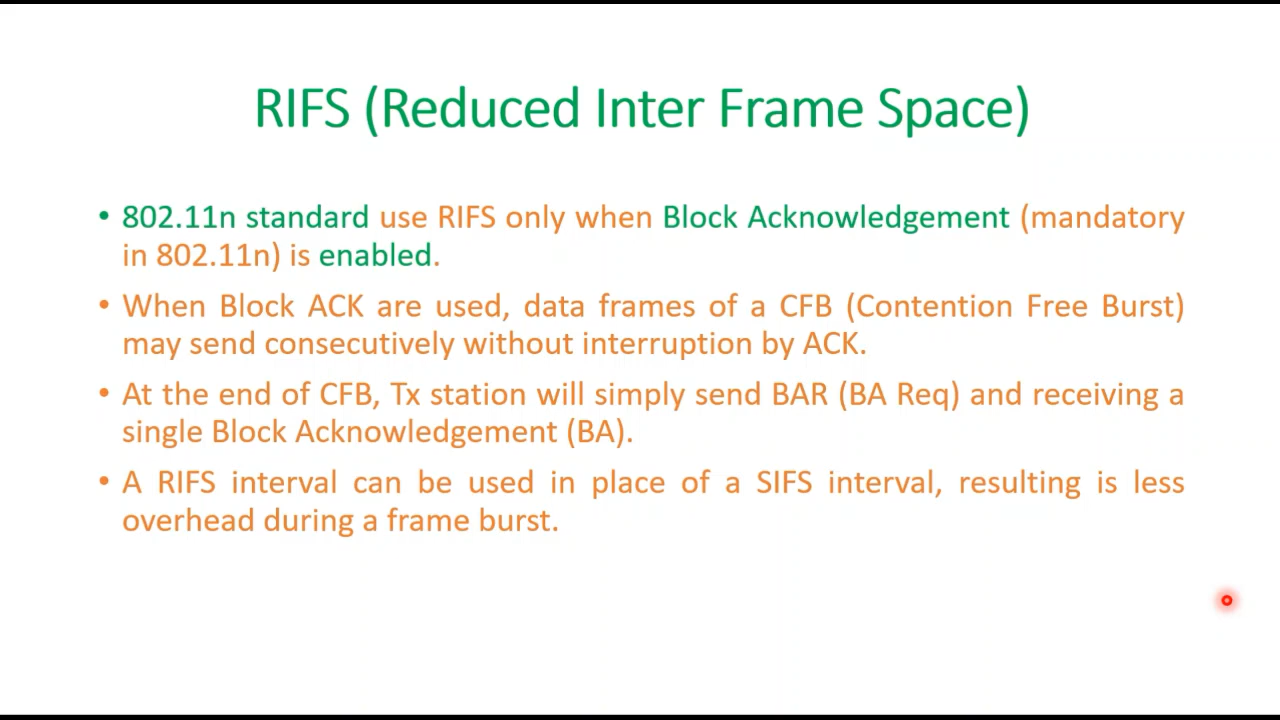 RIFS (Reduced Inter Frame Space)
• 802.11n standard use RIFS only when Block Acknowledgement (mandatory
in 802.11n) is enabled.
• When Block ACK are used, data frames of a CFB (Contention Free Burst)
may send consecutively without interruption by ACK.
• At the end of CFB, Tx station will simply send BAR (BA Req) and receiving a
single Block Acknowledgement (BA).
• A RIFS interval can be used in place of a SIFS interval, resulting is less
overhead during a frame burst.